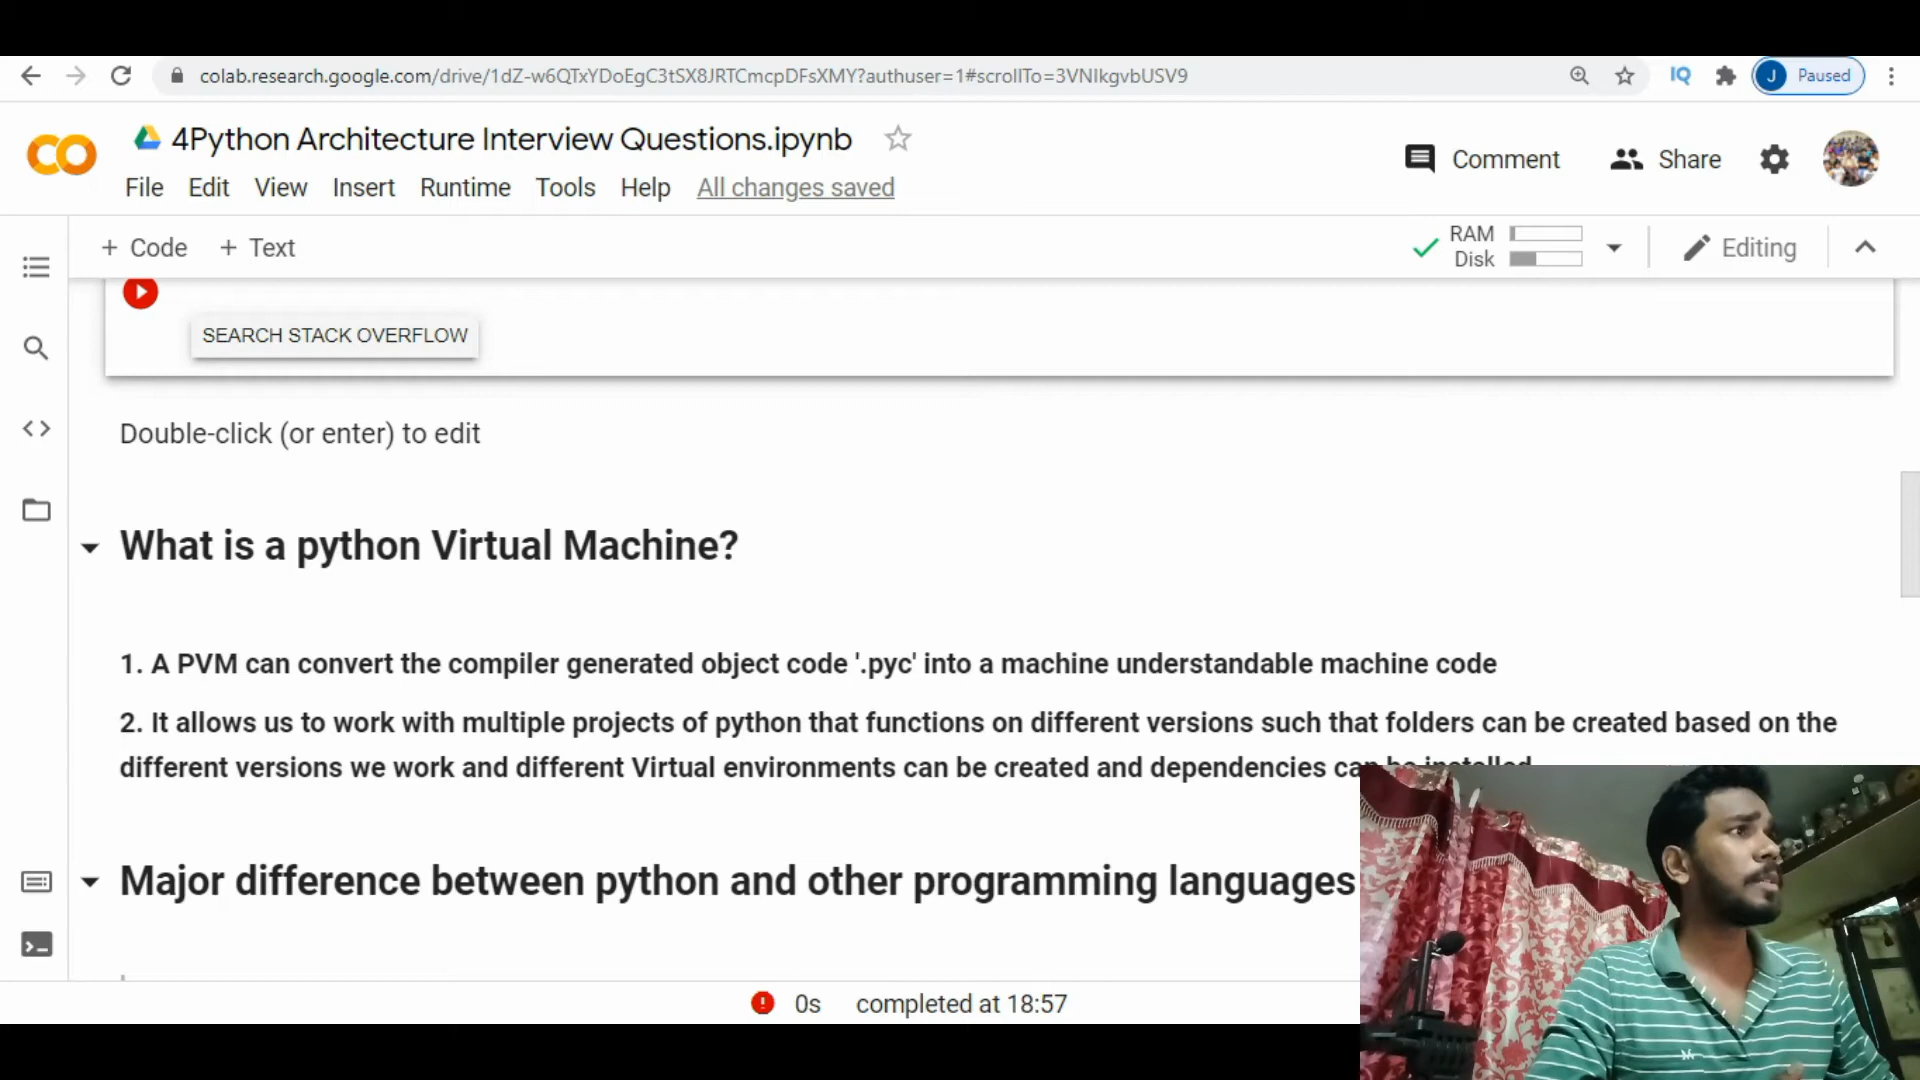 colab.research.google.com/drive/1dZ-w6QTxYDoEgC3tSX8JRTCmcpDFsXMY?authuser=1#scrollTo=3VNIkgvbUSV9
IQ
J Paused
4Python Architecture Interview Questions.ipynb
Comment
Share
File Edit View Insert Runtime Tools Help All changes saved
+ Code + Text
RAM
Disk
Editing
SEARCH STACK OVERFLOW
Double-click (or enter) to edit
What is a python Virtual Machine?
1. A PVM can convert the compiler generated object code '.pyc' into a machine understandable machine code
2. It allows us to work with multiple projects of python that functions on different versions such that folders can be created based on the
different versions we work and different Virtual environments can be created and dependencies can be installed
Major difference between python and other programming languages
0s completed at 18:57